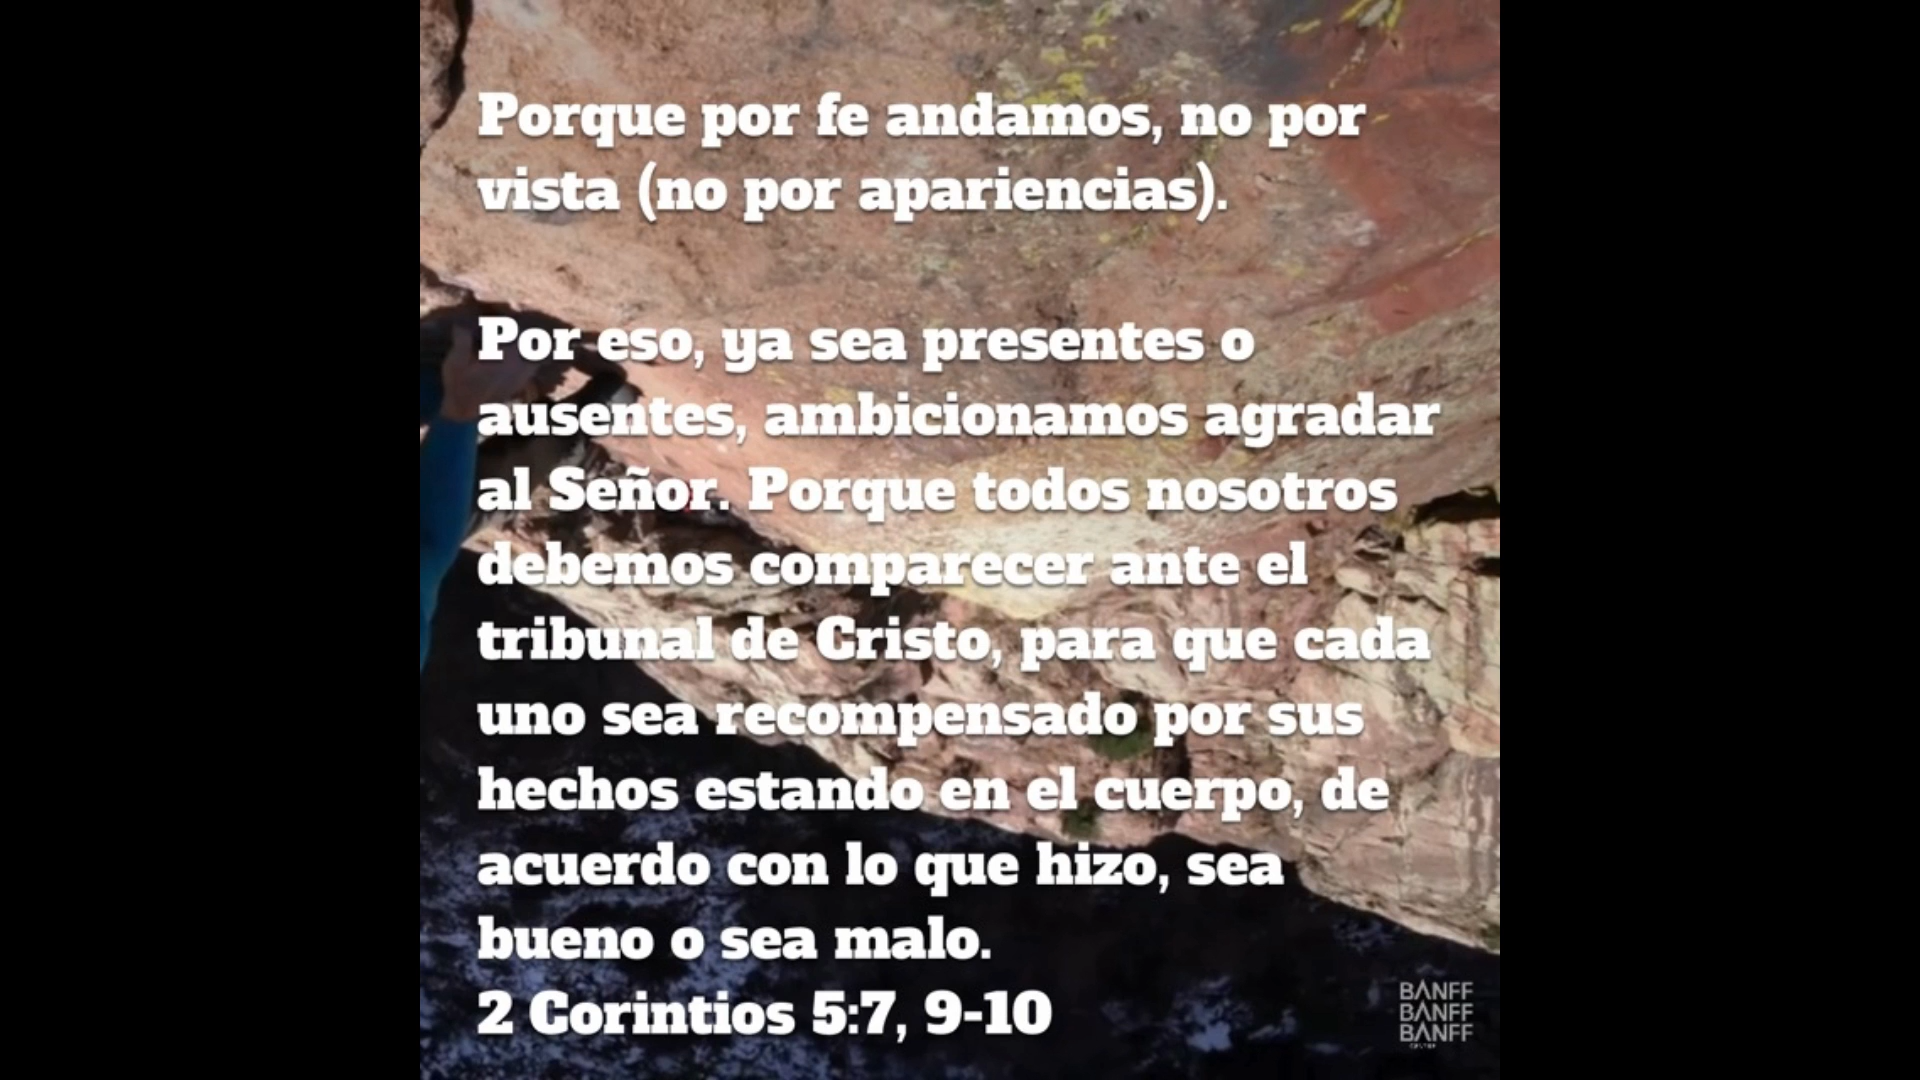 Porque por fe andamos, no por
vista (no por apariencias).
Por eso, ya sea presentes o
ausentes, ambicionamos agradar
al Señor. Porque todos nosotros
debemos comparecer ante el
tribunal de Cristo, para que cada
uno sea recompensado por sus
hechos estando en el cuerpo, de
acuerdo con lo que hizo, sea
bueno o sea malo.
2 Corintios 5:7, 9-10
BANFF
BANFF
BANFF